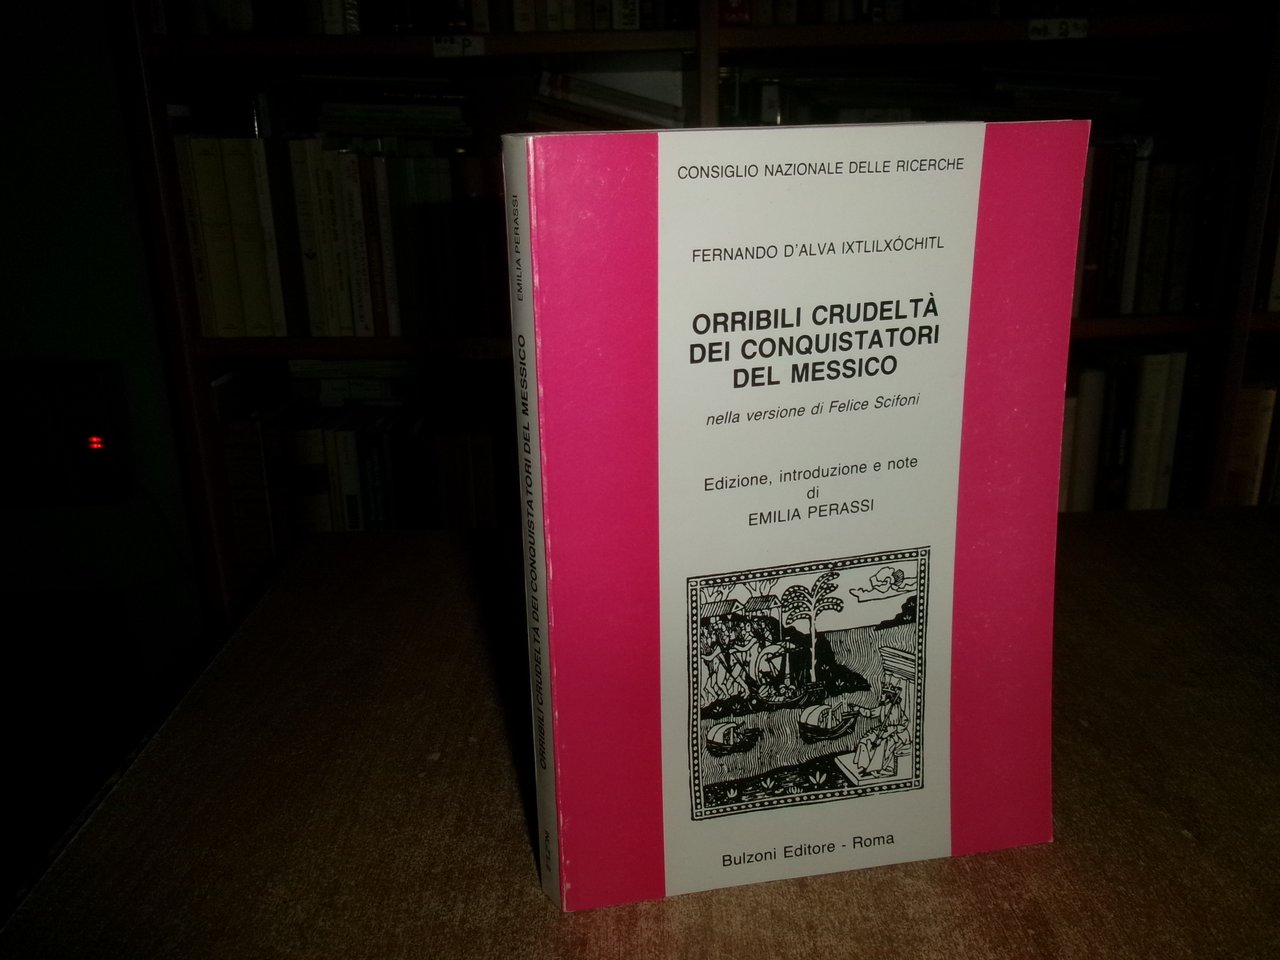 CONSIGLIO NAZIONALE DELLE RICERCHE
FERNANDO D'ALVA IXTLILXÓCHITL
ORRIBILI CRUDELTÀ
DEI CONQUISTATORI
DEL MESSICO
nella versione di Felice Scifoni
Edizione, introduzione e note
di
EMILIA PERASSI
Bulzoni Editore - Roma
EMILIA PERASSI
ORRIBILI CRUDELTÀ DEI CONQUISTATORI DEL MESSICO